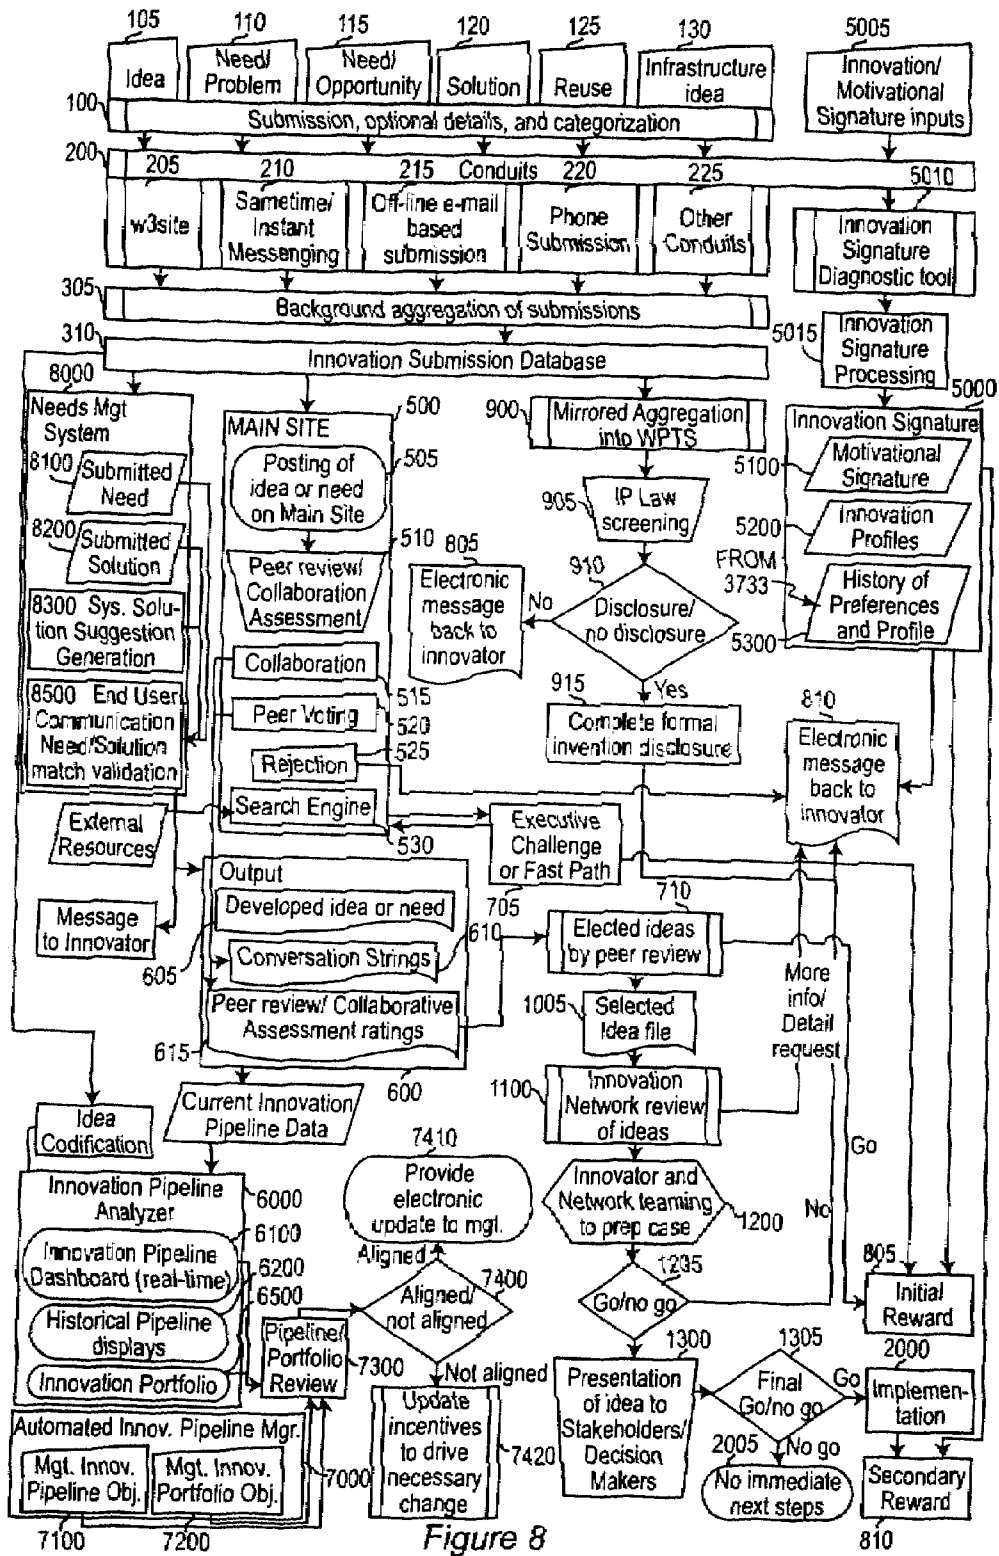 105
110
115
120
125
130
5005
Idea
Need/
Problem
Need/
Opportunity
Solution
Reuse
Infrastructure
idea
Innovation/
Motivational
Signature inputs
100
Submission, optional details, and categorization
200
Conduits
205
210
215
220
225
5010
w3site
Sametime/
Instant
Messenging
Off-line e-mail
based
submission
Phone
Submission
Other
Conduits
Innovation
Signature
Diagnostic tool
305
Background aggregation of submissions
310
Innovation Submission Database
5015
Innovation
Signature
Processing
8000
Needs Mgt
System
8100
Submitted
Need
8200
Submitted
Solution
8300 Sys. Solu-
tion Suggestion
Generation
8500 End User
Communication
Need/Solution
match validation
External
Resources
Message
to Innovator
500
MAIN SITE
505
Posting of
idea or need
on Main Site
510
Peer review/
Collaboration
Assessment
Collaboration
515
Peer Voting
520
525
Rejection
Search Engine
530
900
Mirrored Aggregation
into WPTS
905
IP Law
screening
910
Disclosure/
no disclosure
No
Yes
805
Electronic
message
back to
innovator
915
Complete formal
invention disclosure
5000
Innovation Signature
5100
Motivational
Signature
5200
Innovation
Profiles
FROM
3733
History of
Preferences
and Profile
5300
810
Electronic
message
back to
innovator
Executive
Challenge
or Fast Path
705
Output
Developed idea or need
605
610
Conversation Strings
Peer review/ Collaborative
Assessment ratings
615
600
710
Elected ideas
by peer review
1005
Selected
Idea file
1100
Innovation
Network review
of ideas
More
info/
Detail
request
Go
No
Innovator and
Network teaming
to prep case
1200
1205
Go/no go
805
Initial
Reward
1300
Presentation
of idea to
Stakeholders/
Decision
Makers
1305
Final
Go/no go
Go
No go
2000
Implemen-
tation
2005
No immediate
next steps
Secondary
Reward
810
Idea
Codification
Current Innovation
Pipeline Data
Innovation Pipeline
Analyzer
6000
6100
Innovation Pipeline
Dashboard (real-time)
6200
Historical Pipeline
displays
6500
Innovation Portfolio
Pipeline/
Portfolio
Review
7300
7410
Provide
electronic
update to mgt.
Aligned
7400
Aligned/
not aligned
Not aligned
Update
incentives
to drive
necessary
change
7420
Automated Innov. Pipeline Mgr.
Mgt. Innov.
Pipeline Obj.
Mgt. Innov.
Portfolio Obj.
7000
7100
7200
Figure 8